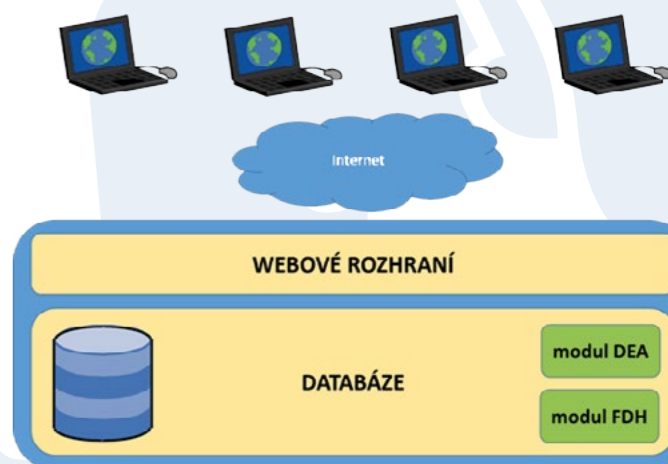 Internet
WEBOVÉ ROZHRANÍ
modul DEA
DATABÁZE
modul FDH